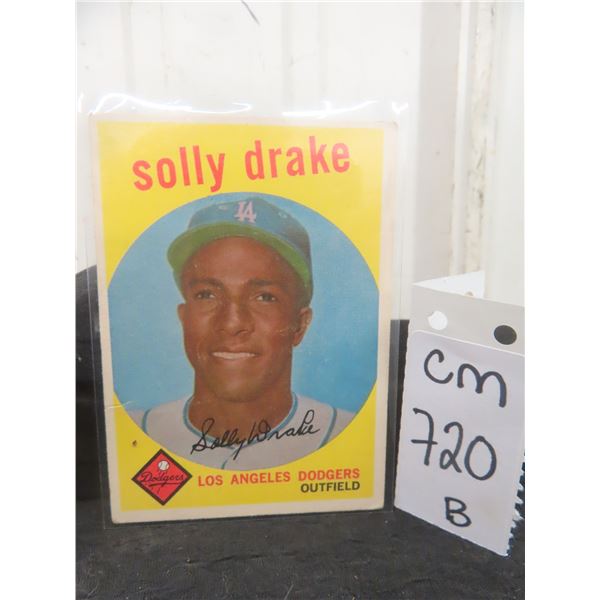 solly drake
LA
Solly Drake
Dodgers
LOS ANGELES DODGERS
OUTFIELD
CM
720
B